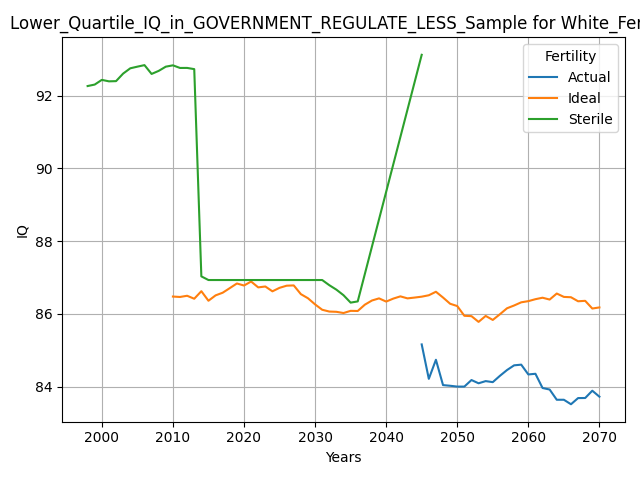 Lower_Quartile_IQ_in_GOVERNMENT_REGULATE_LESS_Sample for White_Fer
Fertility
Actual
Ideal
Sterile
92
90
88
86
84
IQ
2000 2010 2020 2030 2040 2050 2060 2070
Years